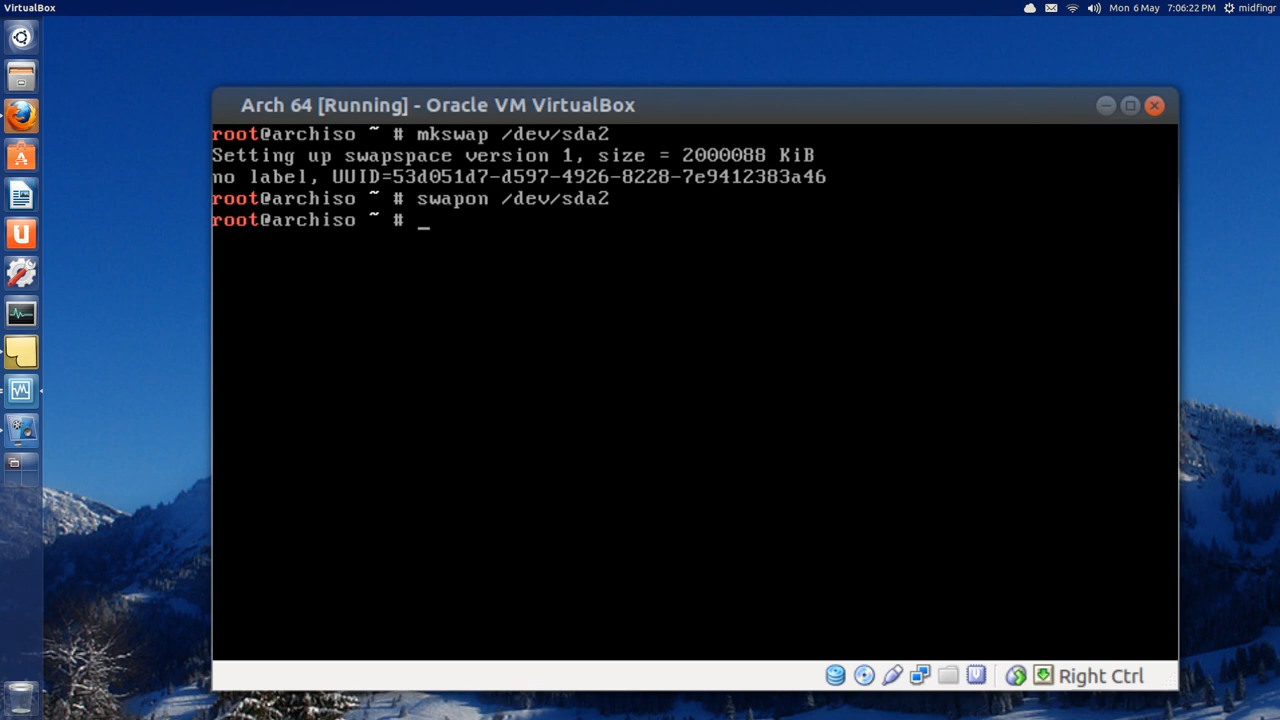 VirtualBox
Mon 6 May 7:06:22 PM midfingr
Arch 64 [Running] - Oracle VM VirtualBox
root@archiso ~ # mkswap /dev/sda2
Setting up swapspace version 1, size = 2000088 KiB
no label, UUID=53d051d7-d597-4926-8228-7e9412383a46
root@archiso ~ # swapon /dev/sda2
root@archiso ~ # _
Right Ctrl